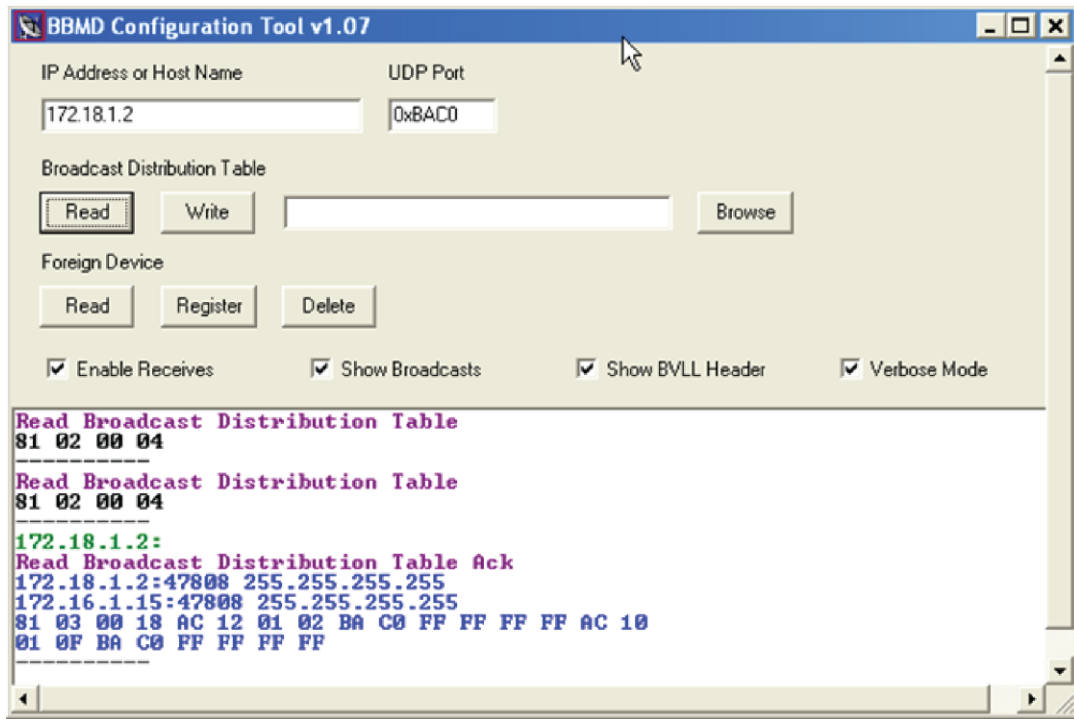 BBMD Configuration Tool v1.07
IP Address or Host Name UDP Port
172.18.1.2 0xBAC0
Broadcast Distribution Table
Read Write Browse
Foreign Device
Read Register Delete
Enable Receives Show Broadcasts Show BVLL Header Verbose Mode
Read Broadcast Distribution Table
81 02 00 04
----------
Read Broadcast Distribution Table
81 02 00 04
----------
172.18.1.2:
Read Broadcast Distribution Table Ack
172.18.1.2:47808 255.255.255.255
172.16.1.15:47808 255.255.255.255
81 03 00 18 AC 12 01 02 BA C0 FF FF FF FF AC 10
01 0F BA C0 FF FF FF FF
----------